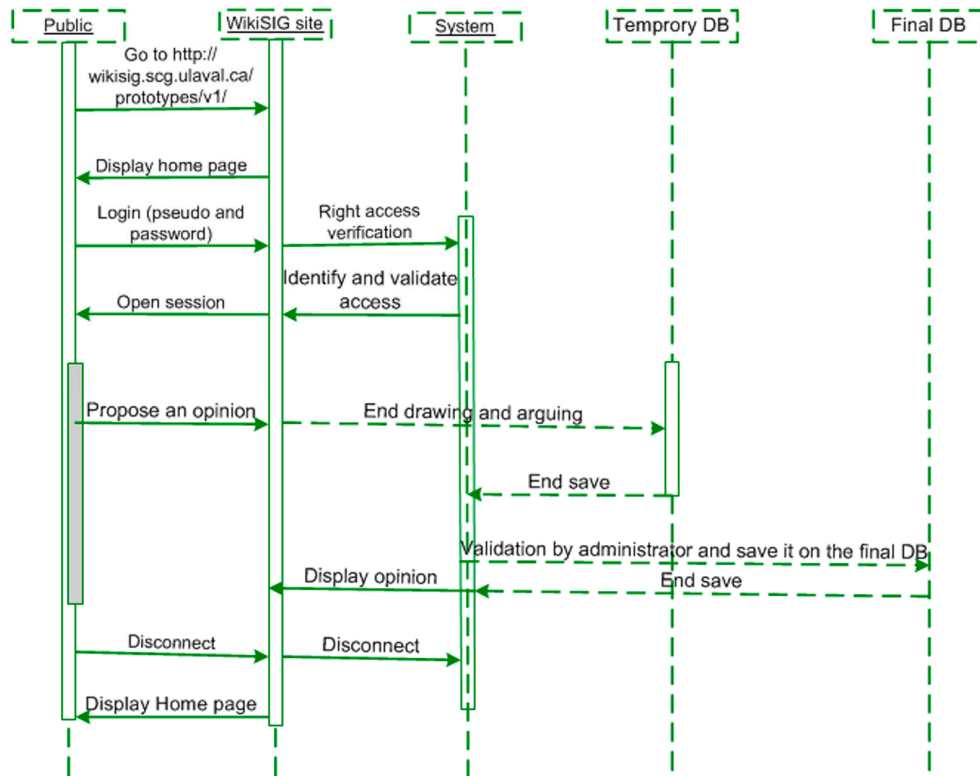 Public
WikiSIG site
System
Temprory DB
Final DB
Go to http://
wikisig.scg.ulaval.ca/
prototypes/v1/
Display home page
Login (pseudo and
password)
Right access
verification
Identify and validate
access
Open session
Propose an opinion
End drawing and arguing
End save
Validation by administrator and save it on the final DB
Display opinion
End save
Disconnect
Disconnect
Display Home page